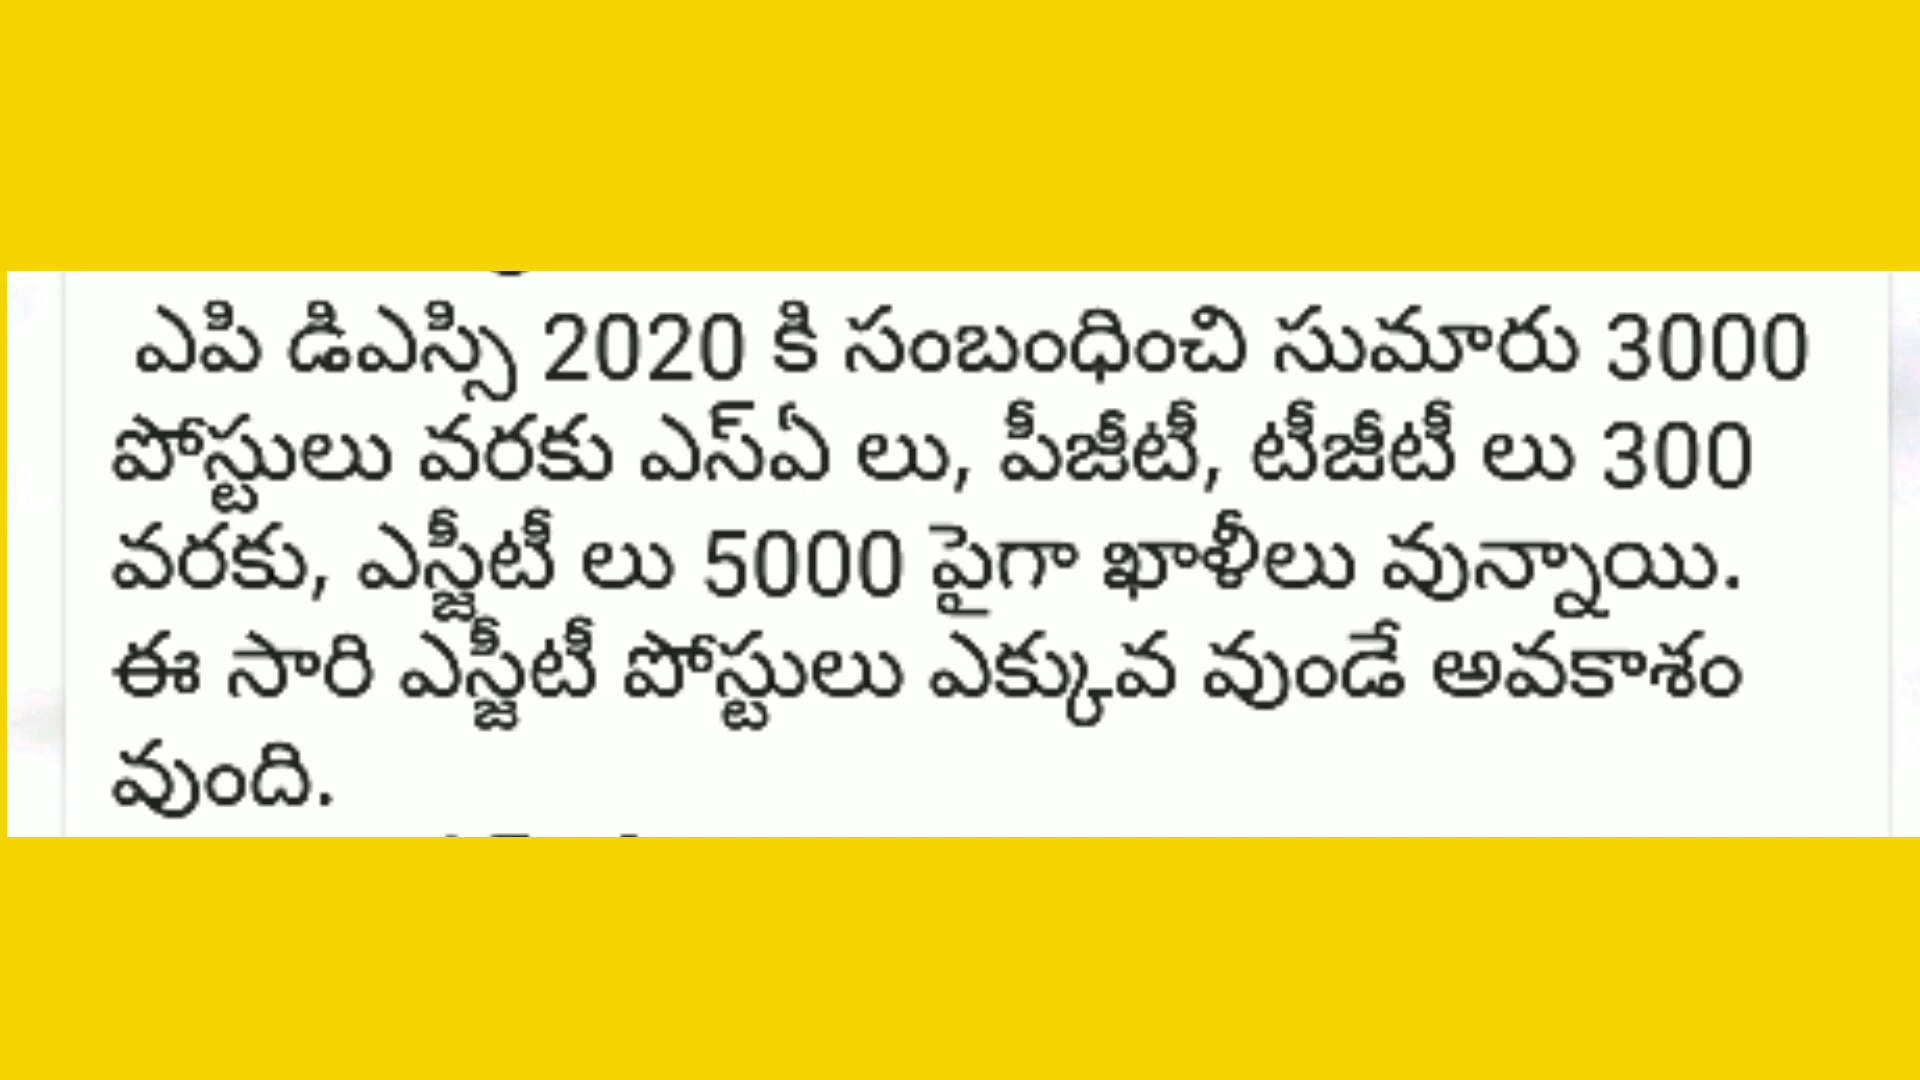 ఎపి డిఎస్సి 2020 కి సంబంధించి సుమారు 3000
పోస్టులు వరకు ఎస్ఏ లు, పీజీటీ, టీజీటీ లు 300
వరకు, ఎస్జీటీ లు 5000 పైగా ఖాళీలు వున్నాయి.
ఈ సారి ఎస్జీటీ పోస్టులు ఎక్కువ వుండే అవకాశం
వుంది.